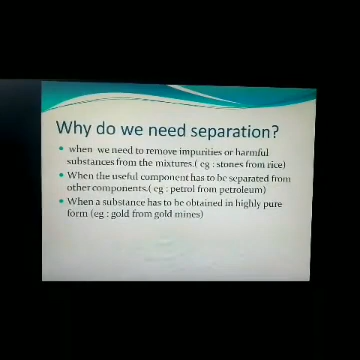 Why do we need separation?
when we need to remove impurities or harmful
substances from the mixtures.( eg : stones from rice)
When the useful component has to be separated from
other components.( eg : petrol from petroleum)
When a substance has to be obtained in highly pure
form (eg : gold from gold mines)